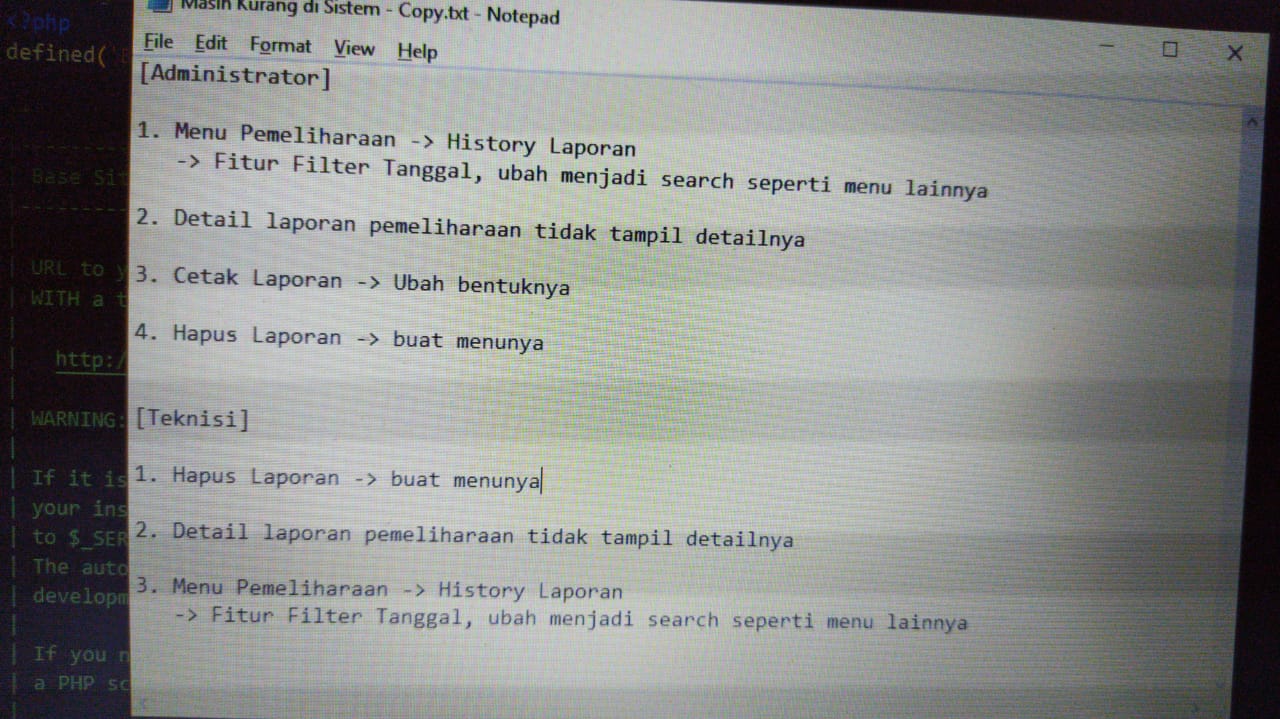 Masih Kurang di Sistem - Copy.txt - Notepad
File Edit Format View Help
[Administrator]
1. Menu Pemeliharaan -> History Laporan
-> Fitur Filter Tanggal, ubah menjadi search seperti menu lainnya
2. Detail laporan pemeliharaan tidak tampil detailnya
3. Cetak Laporan -> Ubah bentuknya
4. Hapus Laporan -> buat menunya
[Teknisi]
1. Hapus Laporan -> buat menunya
2. Detail laporan pemeliharaan tidak tampil detailnya
3. Menu Pemeliharaan -> History Laporan
-> Fitur Filter Tanggal, ubah menjadi search seperti menu lainnya
<?php
defined('
Base Sit
URL to y
WITH a t
http:/
WARNING:
If it is
your ins
to $_SER
The auto
developm
If you n
a PHP sc